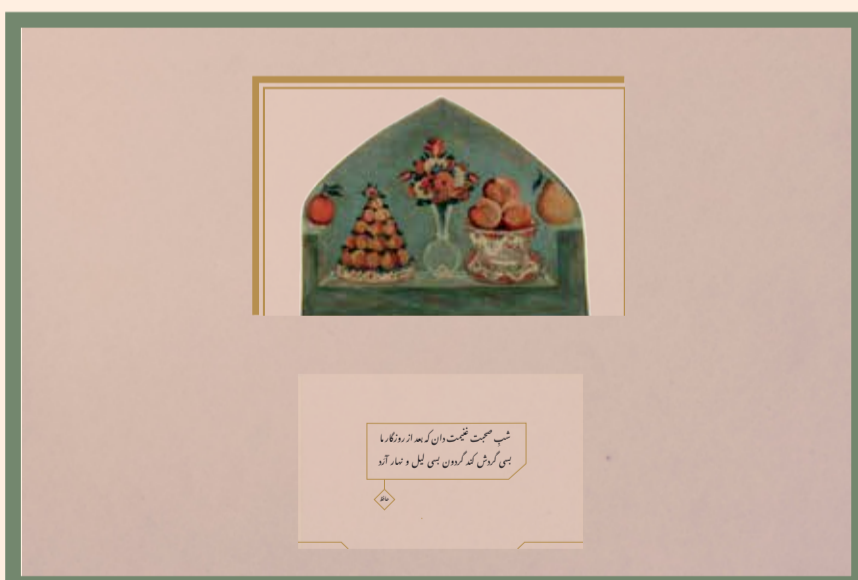 شب صحبت غنیمت دان که بعد از روزگار ما
بسی گردش کند گردون بسی لیل و نهار آرد
حافظ